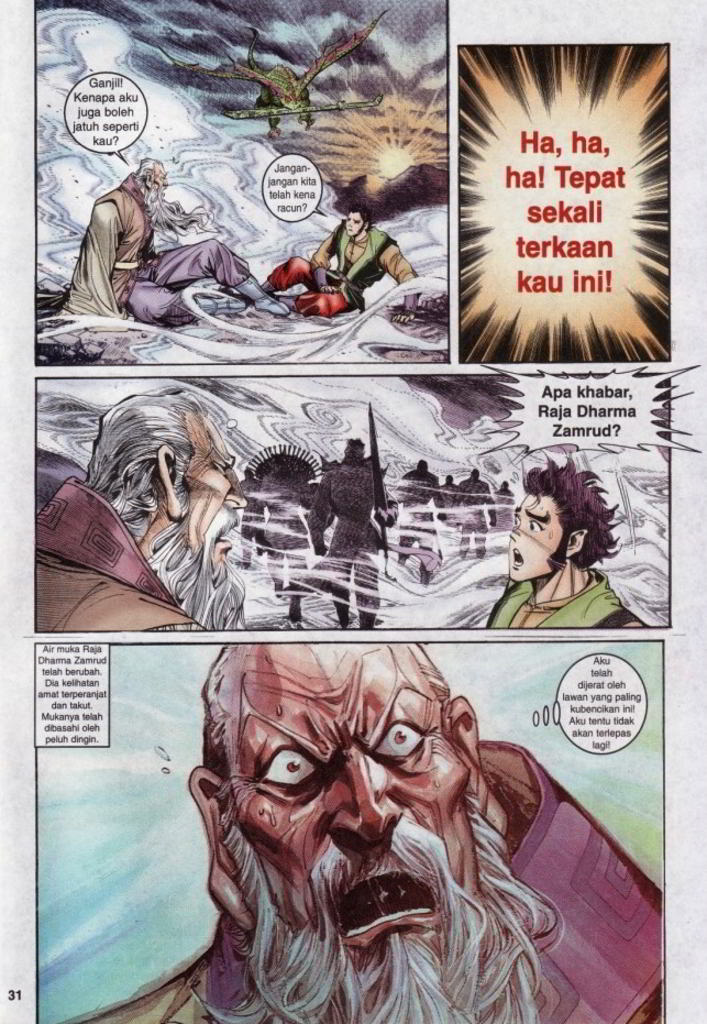 Ganjil!
Kenapa aku
juga boleh
jatuh seperti
kau?
Jangan-
jangan kita
telah kena
racun?
Ha, ha,
ha! Tepat
sekali
terkaan
kau ini!
Apa khabar,
Raja Dharma
Zamrud?
Air muka Raja
Dharma Zamrud
telah berubah.
Dia kelihatan
amat terperanjat
dan takut.
Mukanya telah
dibasahi oleh
peluh dingin.
Aku
telah
dijerat oleh
lawan yang paling
kubencikan ini!
Aku tentu tidak
akan terlepas
lagi!
31